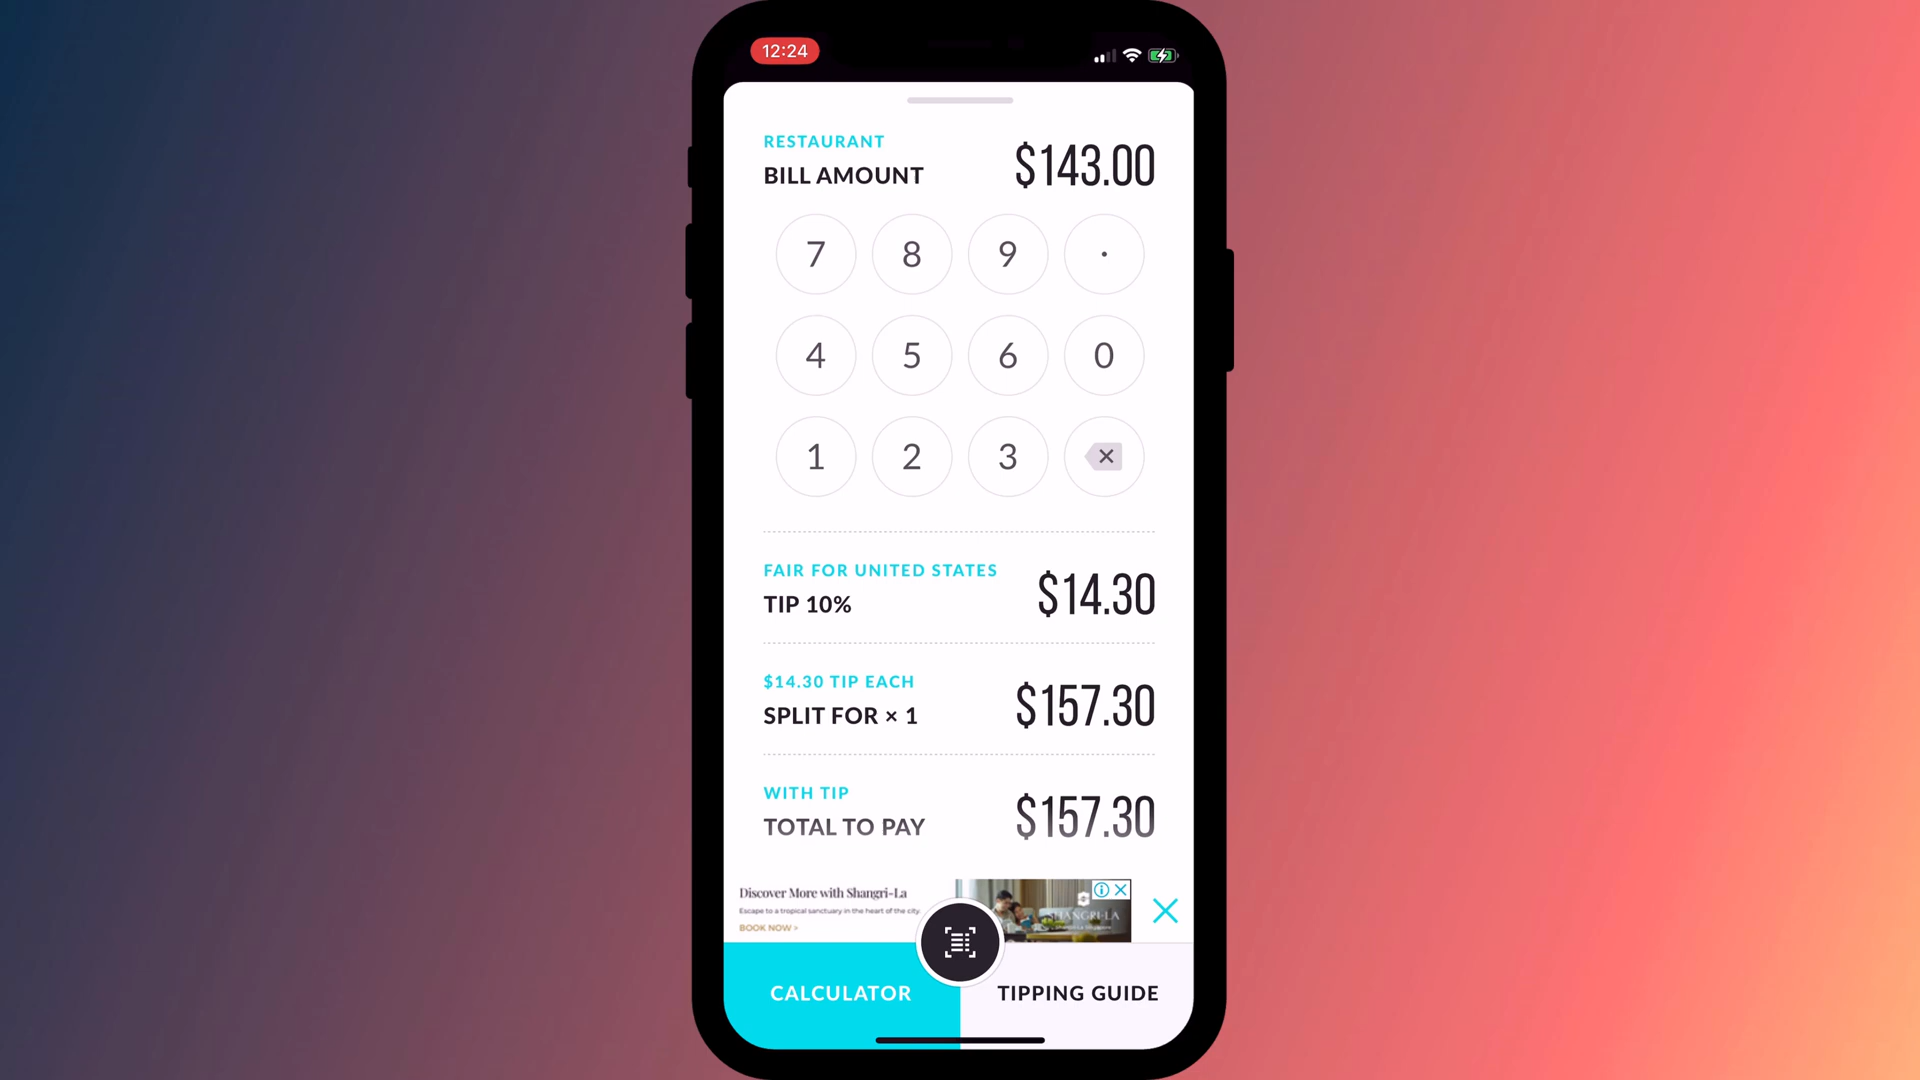 12:24
RESTAURANT
BILL AMOUNT
$143.00
7 8 9 ·
4 5 6 0
1 2 3
FAIR FOR UNITED STATES
TIP 10%
$14.30
$14.30 TIP EACH
SPLIT FOR × 1
$157.30
WITH TIP
TOTAL TO PAY
$157.30
Discover More with Shangri-La
Escape to a tropical sanctuary in the heart of the city.
BOOK NOW >
SHANGRI-LA
CALCULATOR
TIPPING GUIDE